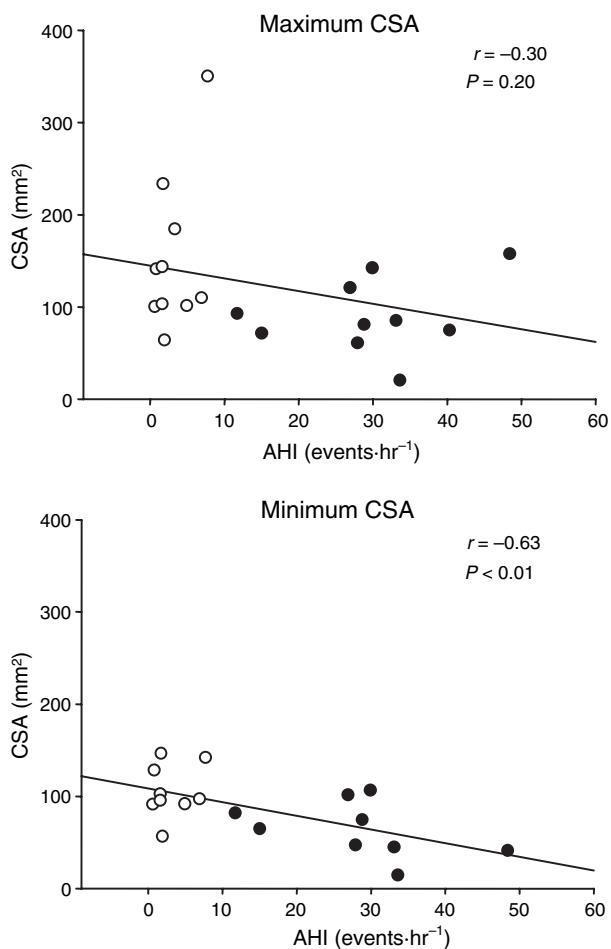 Maximum CSA
r = –0.30
P = 0.20
400
300
200
100
0
CSA (mm²)
0 10 20 30 40 50 60
AHI (events·hr⁻¹)
Minimum CSA
r = –0.63
P < 0.01
400
300
200
100
0
CSA (mm²)
0 10 20 30 40 50 60
AHI (events·hr⁻¹)